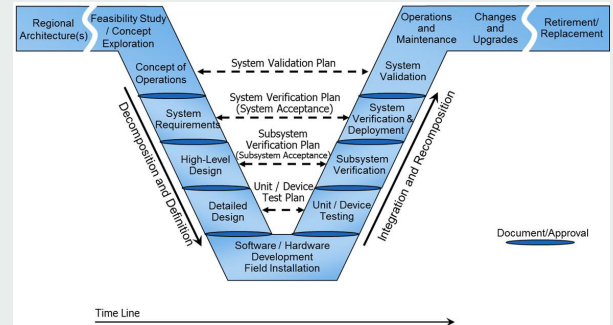 Regional
Architecture(s)
Feasibility Study
/ Concept
Exploration
Operations
and
Maintenance
Changes
and
Upgrades
Retirement/
Replacement
Concept of
Operations
System Validation Plan
System
Validation
System
Requirements
System Verification Plan
(System Acceptance)
System
Verification &
Deployment
High-Level
Design
Subsystem
Verification Plan
(Subsystem Acceptance)
Subsystem
Verification
Detailed
Design
Unit / Device
Test Plan
Unit / Device
Testing
Software / Hardware
Development
Field Installation
Decomposition and Definition
Integration and Recomposition
Document/Approval
Time Line